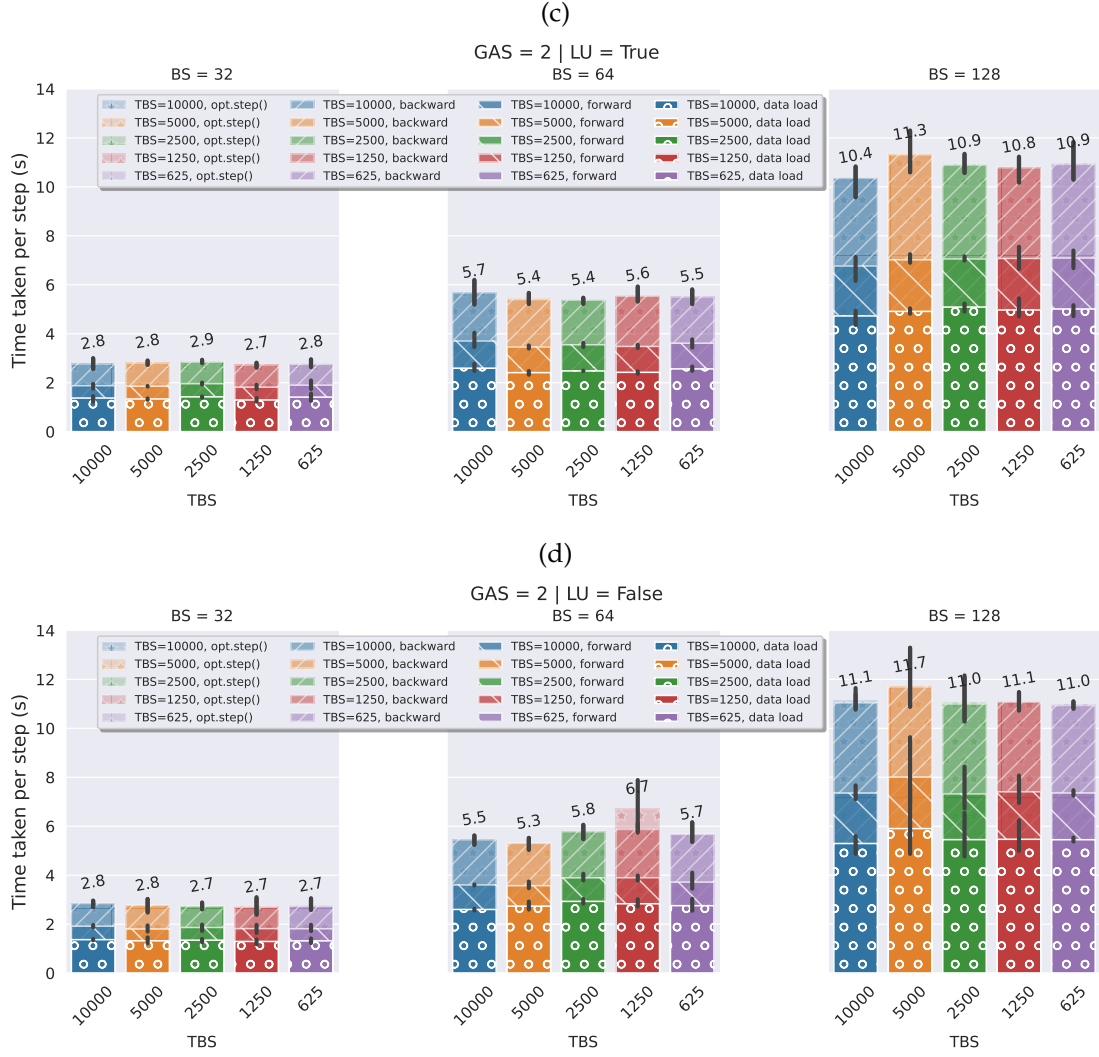 (c)
GAS = 2 | LU = True
BS = 32 BS = 64 BS = 128
TBS=10000, opt.step() TBS=10000, backward TBS=10000, forward TBS=10000, data load
TBS=5000, opt.step() TBS=5000, backward TBS=5000, forward TBS=5000, data load
TBS=2500, opt.step() TBS=2500, backward TBS=2500, forward TBS=2500, data load
TBS=1250, opt.step() TBS=1250, backward TBS=1250, forward TBS=1250, data load
TBS=625, opt.step() TBS=625, backward TBS=625, forward TBS=625, data load
Time taken per step (s)
14
12
10
8
6
4
2
0
2.8 2.8 2.9 2.7 2.8
5.7 5.4 5.4 5.6 5.5
10.4 11.3 10.9 10.8 10.9
10000 5000 2500 1250 625
10000 5000 2500 1250 625
10000 5000 2500 1250 625
TBS TBS TBS
(d)
GAS = 2 | LU = False
BS = 32 BS = 64 BS = 128
TBS=10000, opt.step() TBS=10000, backward TBS=10000, forward TBS=10000, data load
TBS=5000, opt.step() TBS=5000, backward TBS=5000, forward TBS=5000, data load
TBS=2500, opt.step() TBS=2500, backward TBS=2500, forward TBS=2500, data load
TBS=1250, opt.step() TBS=1250, backward TBS=1250, forward TBS=1250, data load
TBS=625, opt.step() TBS=625, backward TBS=625, forward TBS=625, data load
Time taken per step (s)
14
12
10
8
6
4
2
0
2.8 2.8 2.7 2.7 2.7
5.5 5.3 5.8 6.7 5.7
11.1 11.7 11.0 11.1 11.0
10000 5000 2500 1250 625
10000 5000 2500 1250 625
10000 5000 2500 1250 625
TBS TBS TBS